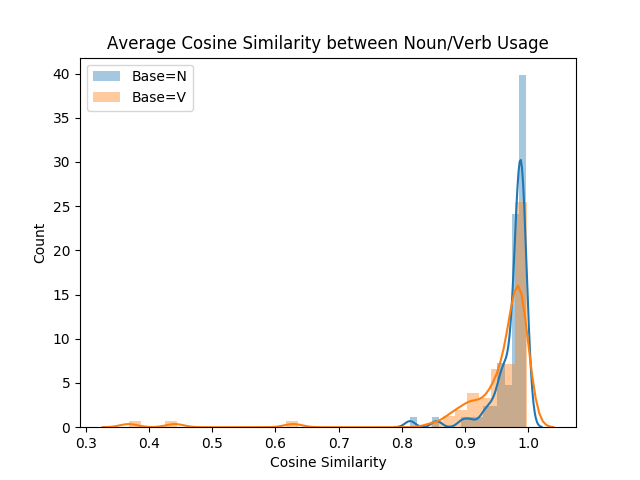 Average Cosine Similarity between Noun/Verb Usage
Base=N
Base=V
Count
40
35
30
25
20
15
10
5
0
0.3 0.4 0.5 0.6 0.7 0.8 0.9 1.0
Cosine Similarity